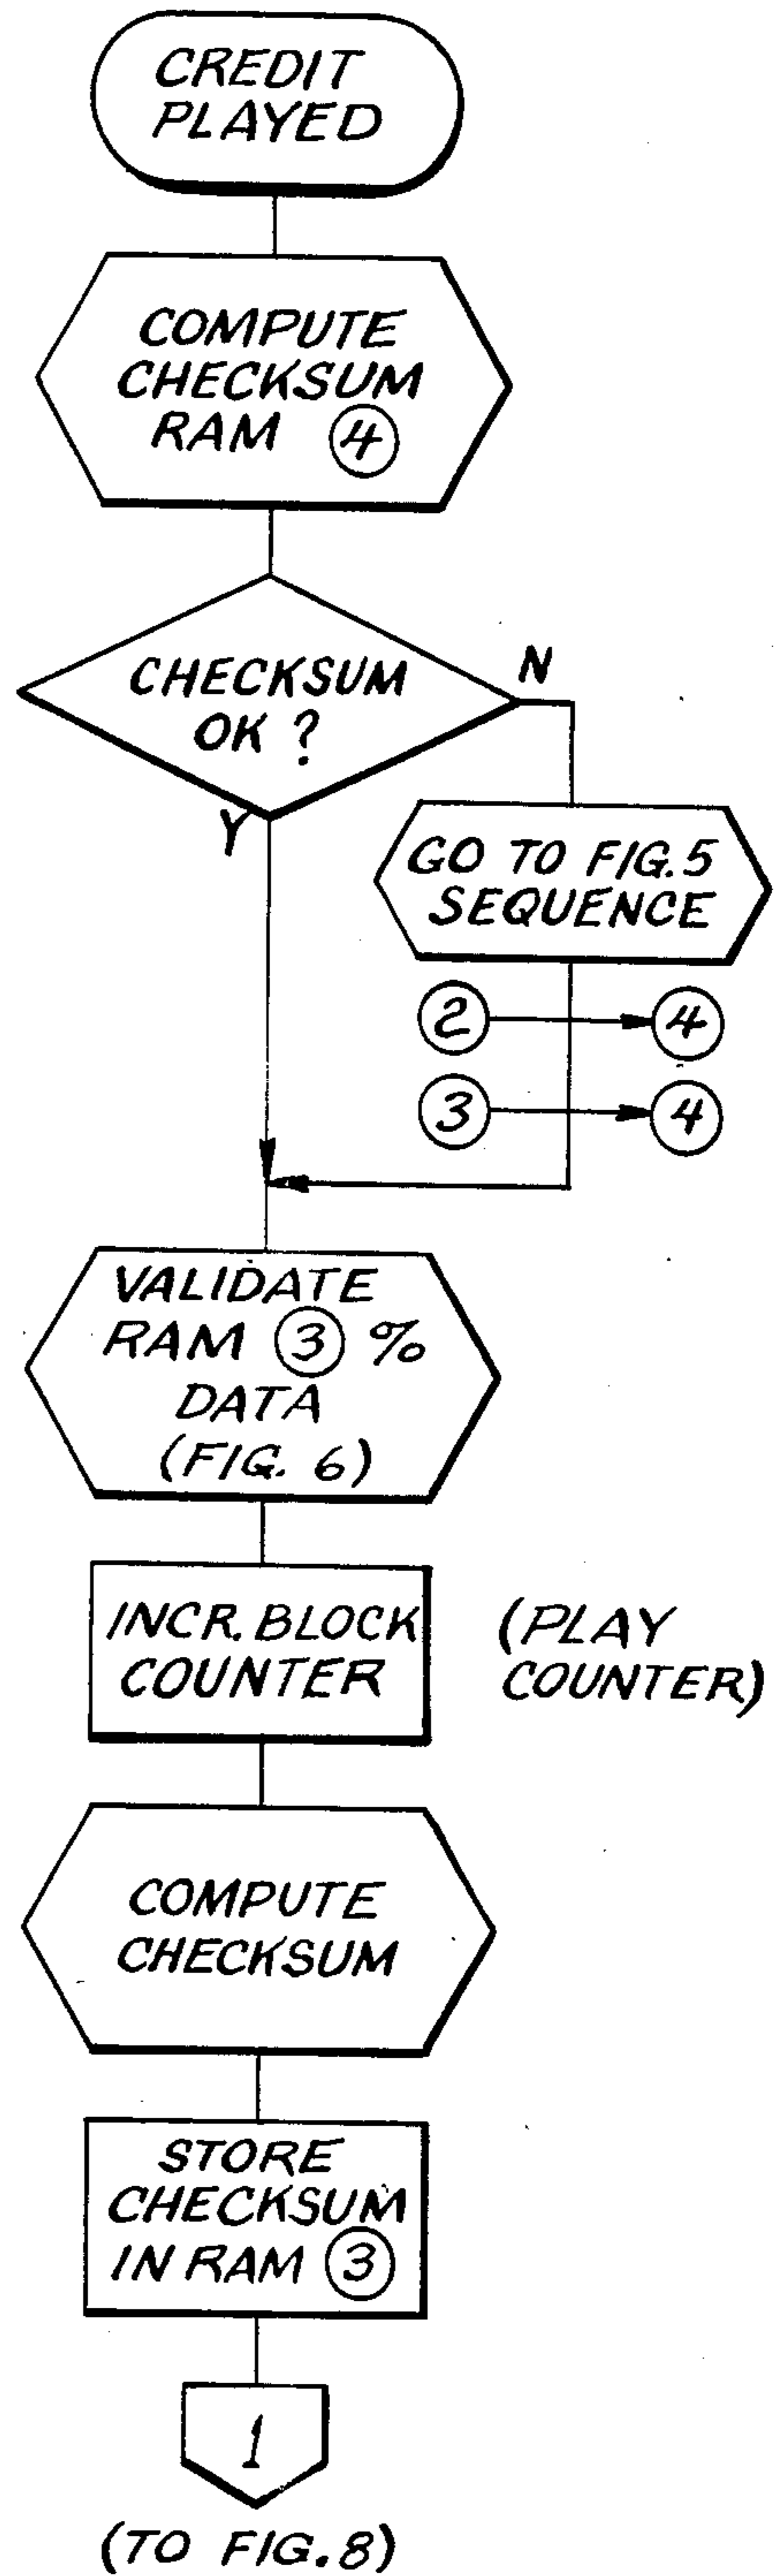 CREDIT
PLAYED
COMPUTE
CHECKSUM
RAM 4
CHECKSUM
OK ?
N
Y
GO TO FIG. 5
SEQUENCE
2 4
3 4
VALIDATE
RAM 3 %
DATA
(FIG. 6)
INCR. BLOCK
COUNTER
(PLAY
COUNTER)
COMPUTE
CHECKSUM
STORE
CHECKSUM
IN RAM 3
1
(TO FIG. 8)